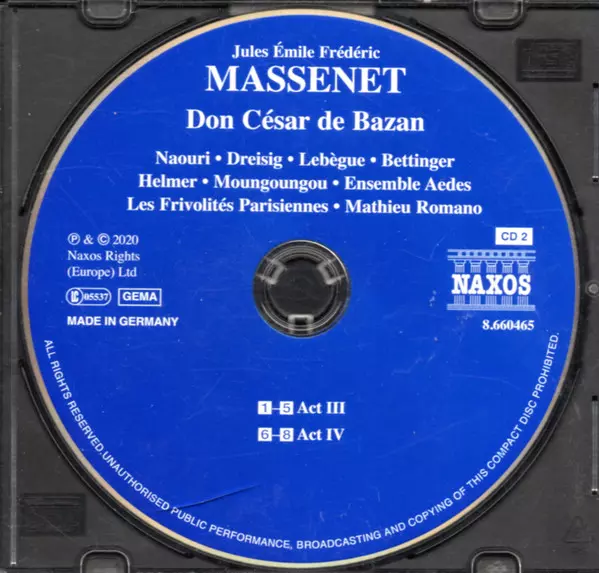 Jules Émile Frédéric
MASSENET
Don César de Bazan
Naouri • Dreisig • Lebègue • Bettinger
Helmer • Moungoungou • Ensemble Aedes
Les Frivolités Parisiennes • Mathieu Romano
℗ & © 2020
Naxos Rights
(Europe) Ltd
05537 GEMA
MADE IN GERMANY
CD 2
NAXOS
8.660465
1–5 Act III
6–8 Act IV
ALL RIGHTS RESERVED. UNAUTHORISED PUBLIC PERFORMANCE, BROADCASTING AND COPYING OF THIS COMPACT DISC PROHIBITED.